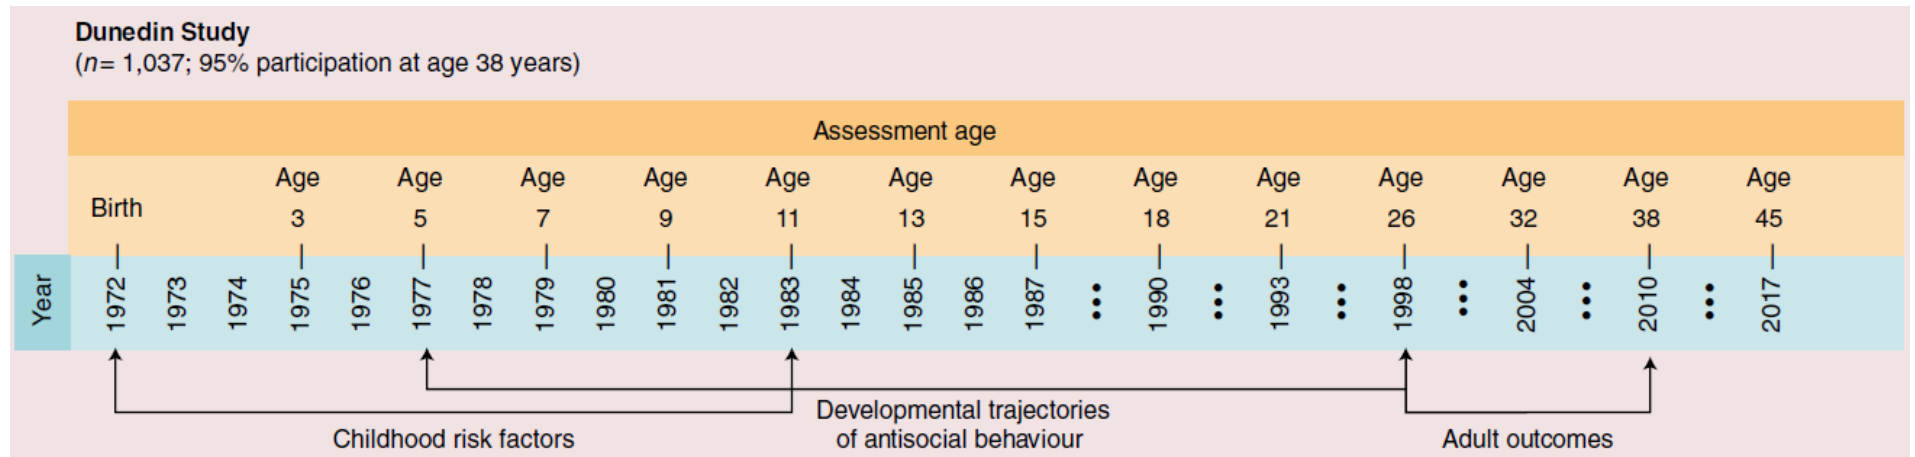 Dunedin Study
(n= 1,037; 95% participation at age 38 years)
Assessment age
Birth
Age 3
Age 5
Age 7
Age 9
Age 11
Age 13
Age 15
Age 18
Age 21
Age 26
Age 32
Age 38
Age 45
Year
1972
1973
1974
1975
1976
1977
1978
1979
1980
1981
1982
1983
1984
1985
1986
1987
•••
1990
•••
1993
•••
1998
•••
2004
•••
2010
•••
2017
Childhood risk factors
Developmental trajectories
of antisocial behaviour
Adult outcomes